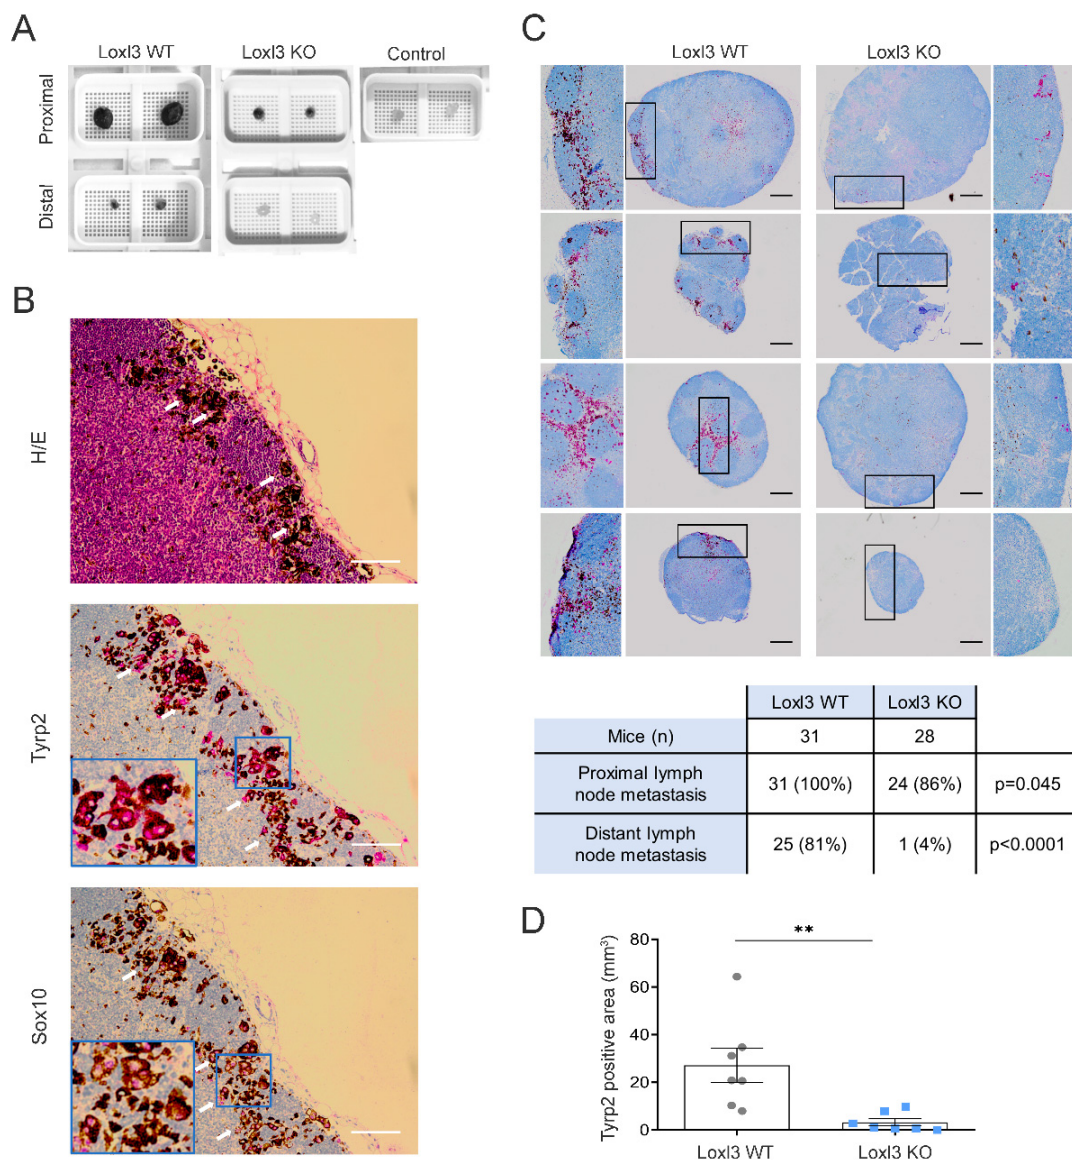 A
Loxl3 WT
Loxl3 KO
Control
Proximal
Distal
B
H/E
Tyrp2
Sox10
C
Loxl3 WT
Loxl3 KO
Loxl3 WT
Loxl3 KO
Mice (n)
31
28
Proximal lymph
node metastasis
31 (100%)
24 (86%)
p=0.045
Distant lymph
node metastasis
25 (81%)
1 (4%)
p<0.0001
D
Tyrp2 positive area (mm³)
80
60
40
20
0
**
Loxl3 WT
Loxl3 KO